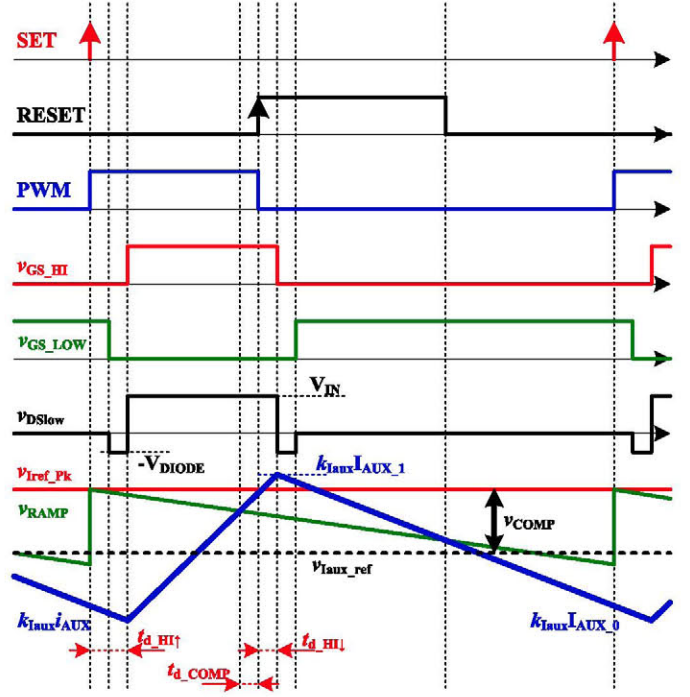 SET
RESET
PWM
vGS_HI
vGS_LOW
VIN
vDSlow
-VDIODE
vIref_Pk
kIauxIAUX_1
vRAMP
vCOMP
vIaux_ref
kIauxiAUX
kIauxIAUX_0
td_HI↑
td_HI↓
td_COMP